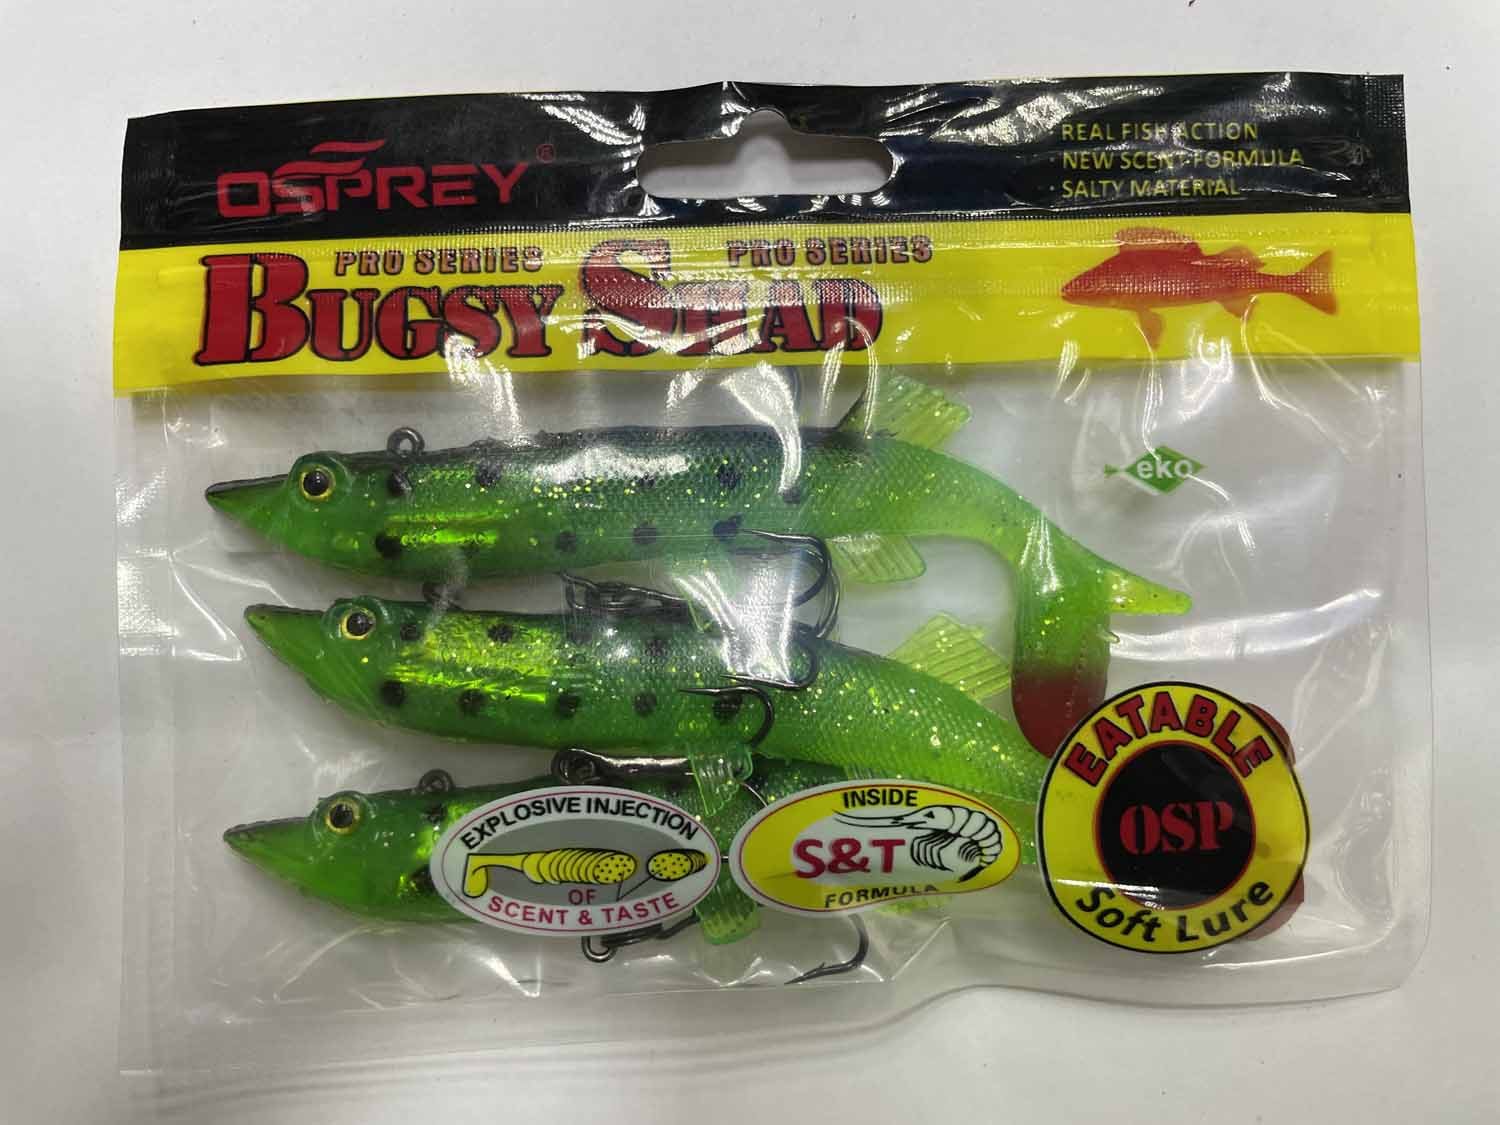 OSPREY®
REAL FISH ACTION
NEW SCENT FORMULA
SALTY MATERIAL
PRO SERIES PRO SERIES
BUGSY SHAD
eko
EXPLOSIVE INJECTION
OF
SCENT & TASTE
INSIDE
S&T
FORMULA
EATABLE
OSP
Soft Lure